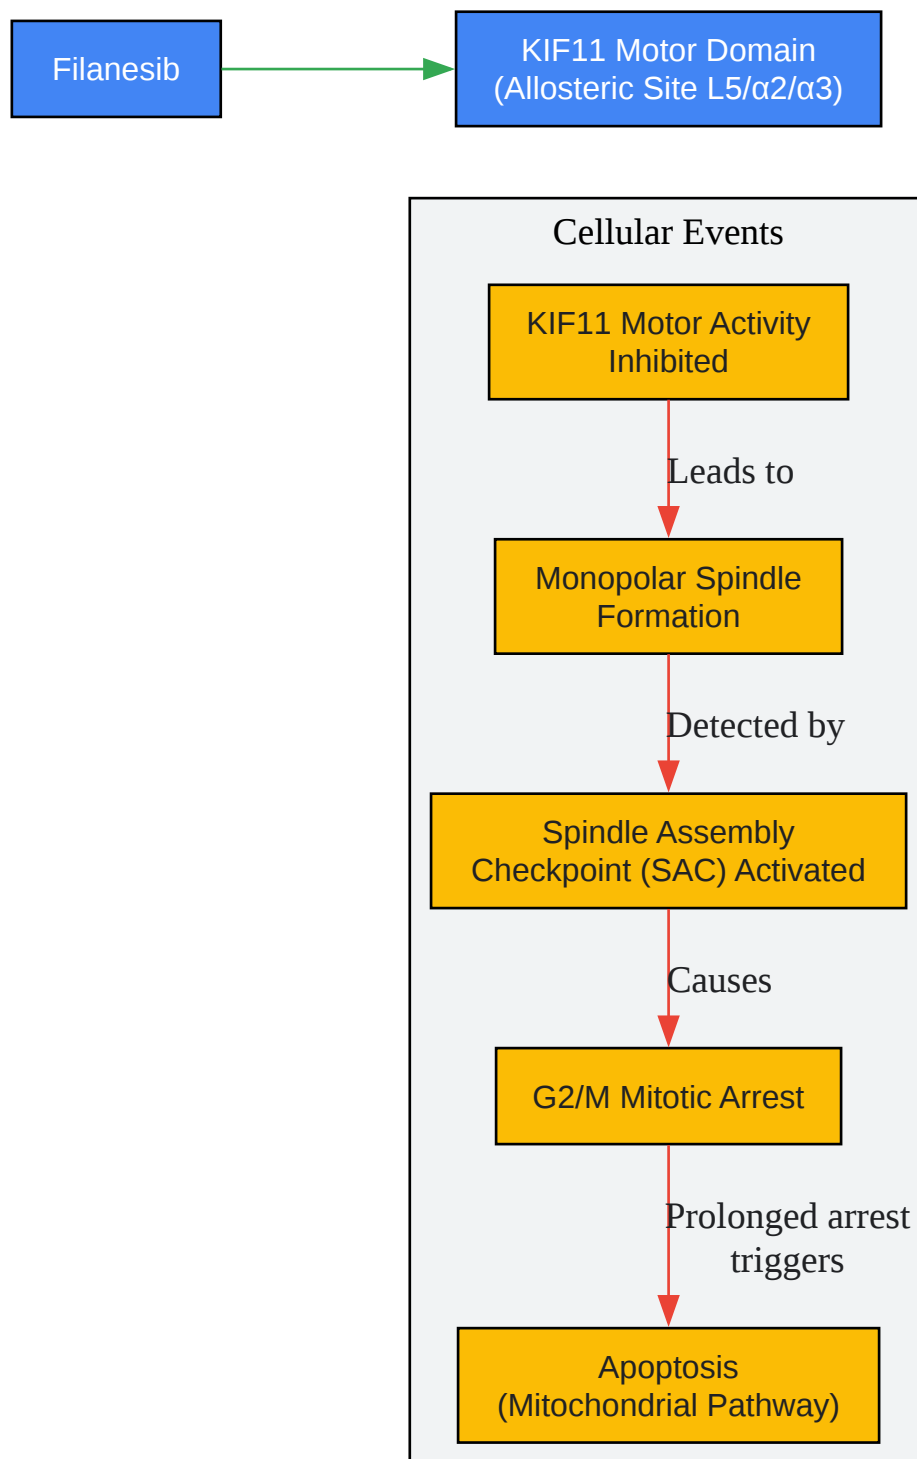 Filanesib
KIF11 Motor Domain
(Allosteric Site L5/α2/α3)
Cellular Events
KIF11 Motor Activity
Inhibited
Leads to
Monopolar Spindle
Formation
Detected by
Spindle Assembly
Checkpoint (SAC) Activated
Causes
G2/M Mitotic Arrest
Prolonged arrest
triggers
Apoptosis
(Mitochondrial Pathway)